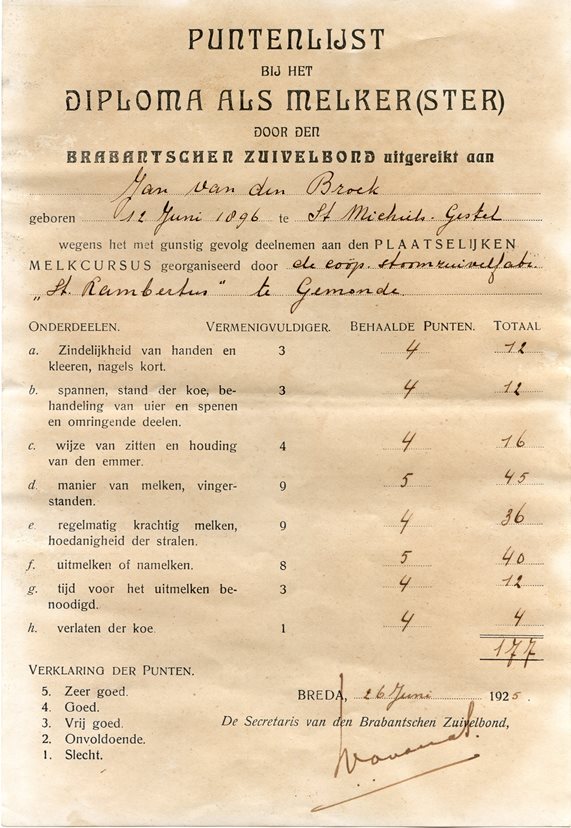 PUNTENLIJST
BIJ HET
DIPLOMA ALS MELKER(STER)
DOOR DEN
BRABANTSCHEN ZUIVELBOND uitgereikt aan
Jan van den Broek
geboren 12 Juni 1896 te St Michiels-Gestel
wegens het met gunstig gevolg deelnemen aan den PLAATSELIJKEN
MELKCURSUS georganiseerd door de coöp. stoomzuivelfabr.
„St. Lambertus" te Gemonde
ONDERDEELEN. VERMENIGVULDIGER. BEHAALDE PUNTEN. TOTAAL
a. Zindelijkheid van handen en 3 4 12
kleeren, nagels kort.
b. spannen, stand der koe, be- 3 4 12
handeling van uier en spenen
en omringende deelen.
c. wijze van zitten en houding 4 4 16
van den emmer.
d. manier van melken, vinger- 9 5 45
standen.
e. regelmatig krachtig melken, 9 4 36
hoedanigheid der stralen.
f. uitmelken of namelken. 8 5 40
g. tijd voor het uitmelken be- 3 4 12
noodigd.
h. verlaten der koe. 1 4 4
177
VERKLARING DER PUNTEN.
5. Zeer goed.
BREDA, 26 Juni 1925.
4. Goed.
3. Vrij goed.
De Secretaris van den Brabantschen Zuivelbond,
2. Onvoldoende.
1. Slecht.